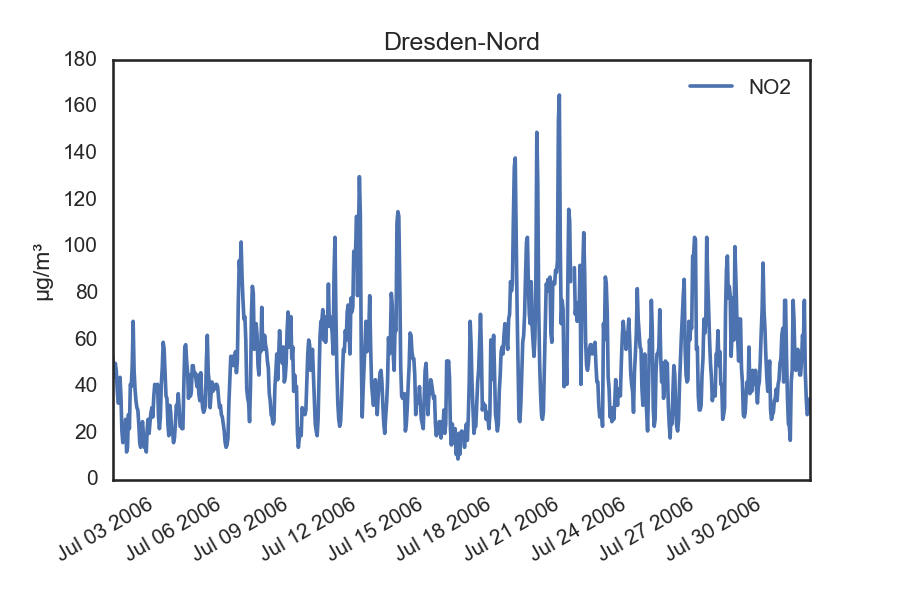 Dresden-Nord
180
160
140
120
100
80
60
40
20
0
µg/m³
NO2
Jul 03 2006
Jul 06 2006
Jul 09 2006
Jul 12 2006
Jul 15 2006
Jul 18 2006
Jul 21 2006
Jul 24 2006
Jul 27 2006
Jul 30 2006